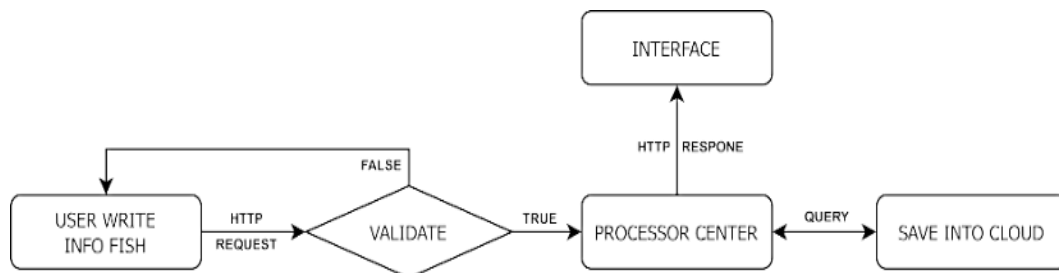 INTERFACE
HTTP RESPONE
FALSE
USER WRITE
INFO FISH
HTTP
REQUEST
VALIDATE
TRUE
PROCESSOR CENTER
QUERY
SAVE INTO CLOUD